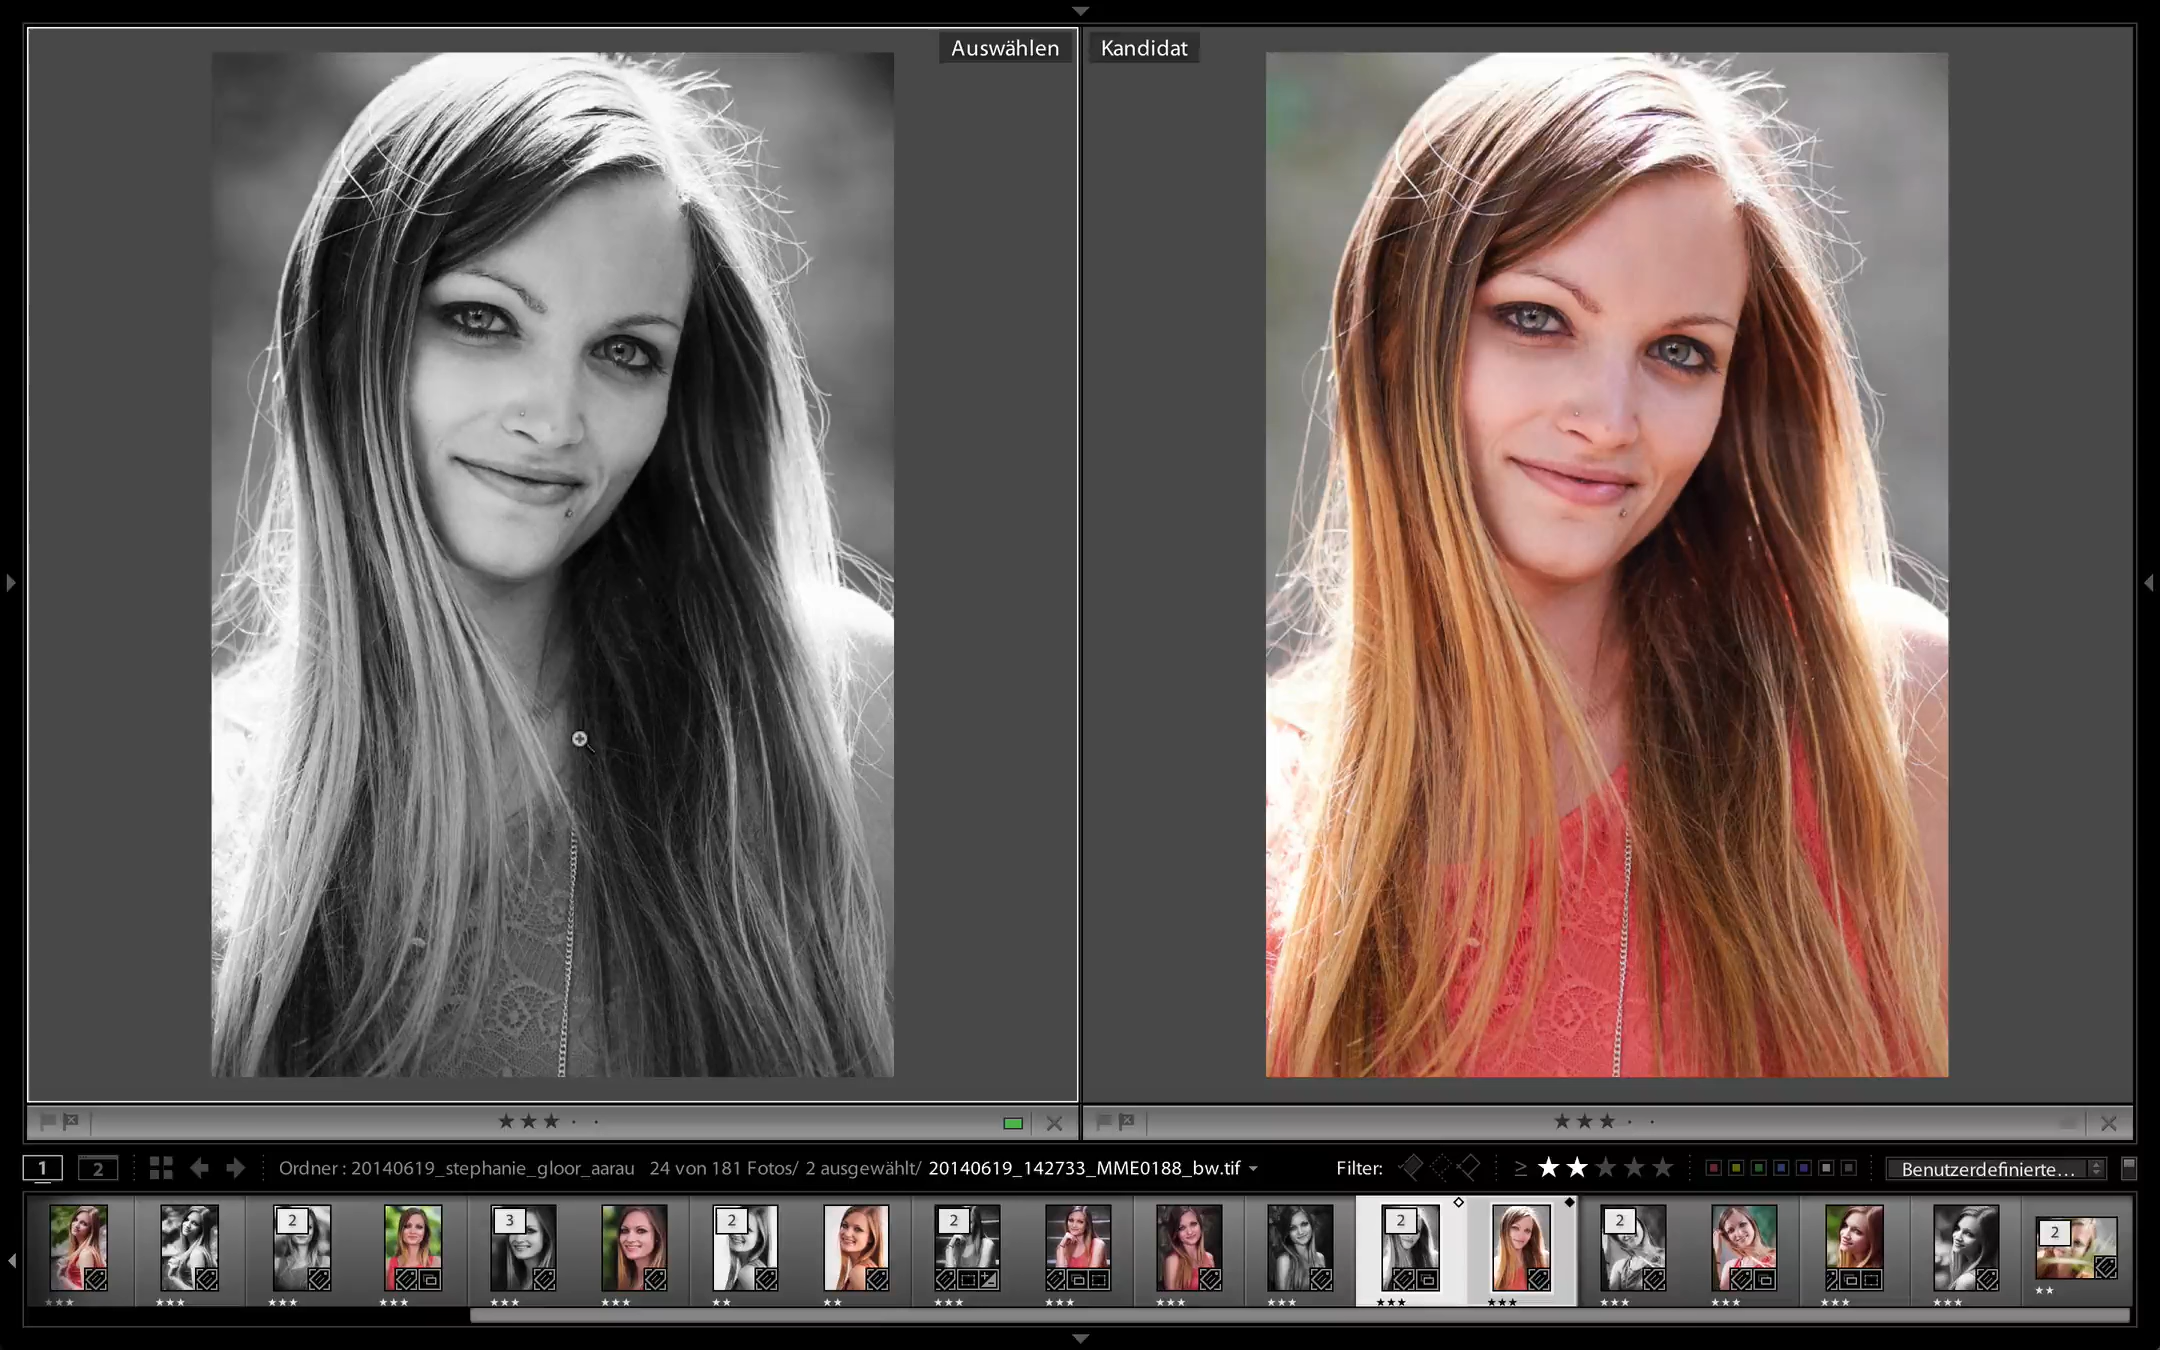 Auswählen
Kandidat
1 2 Ordner : 20140619_stephanie_gloor_aarau 24 von 181 Fotos/ 2 ausgewählt/ 20140619_142733_MME0188_bw.tif Filter: ≥ Benutzerdefinierte...
2 3 2 2 2 2 2